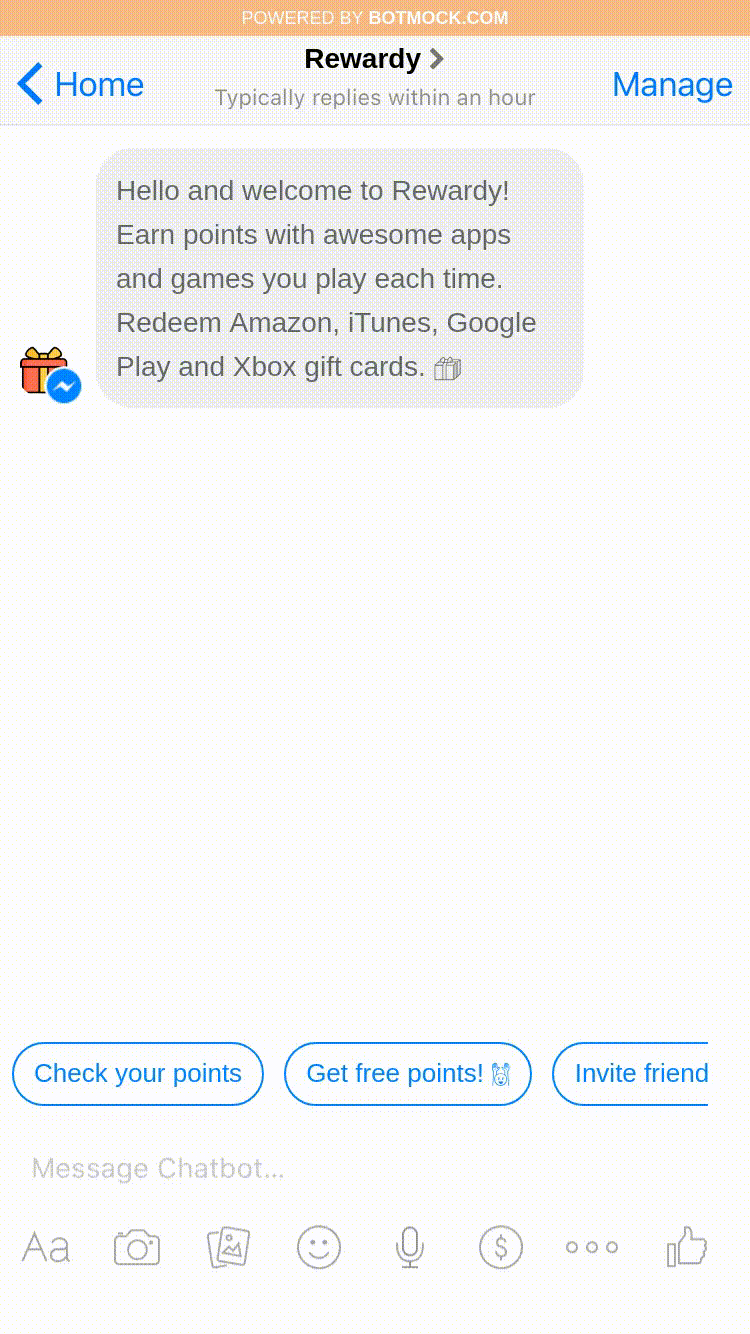 POWERED BY BOTMOCK.COM
Home
Rewardy
Typically replies within an hour
Manage
Hello and welcome to Rewardy!
Earn points with awesome apps
and games you play each time.
Redeem Amazon, iTunes, Google
Play and Xbox gift cards. 🎁
Check your points
Get free points! 🙌
Invite friend
Message Chatbot...
Aa
$